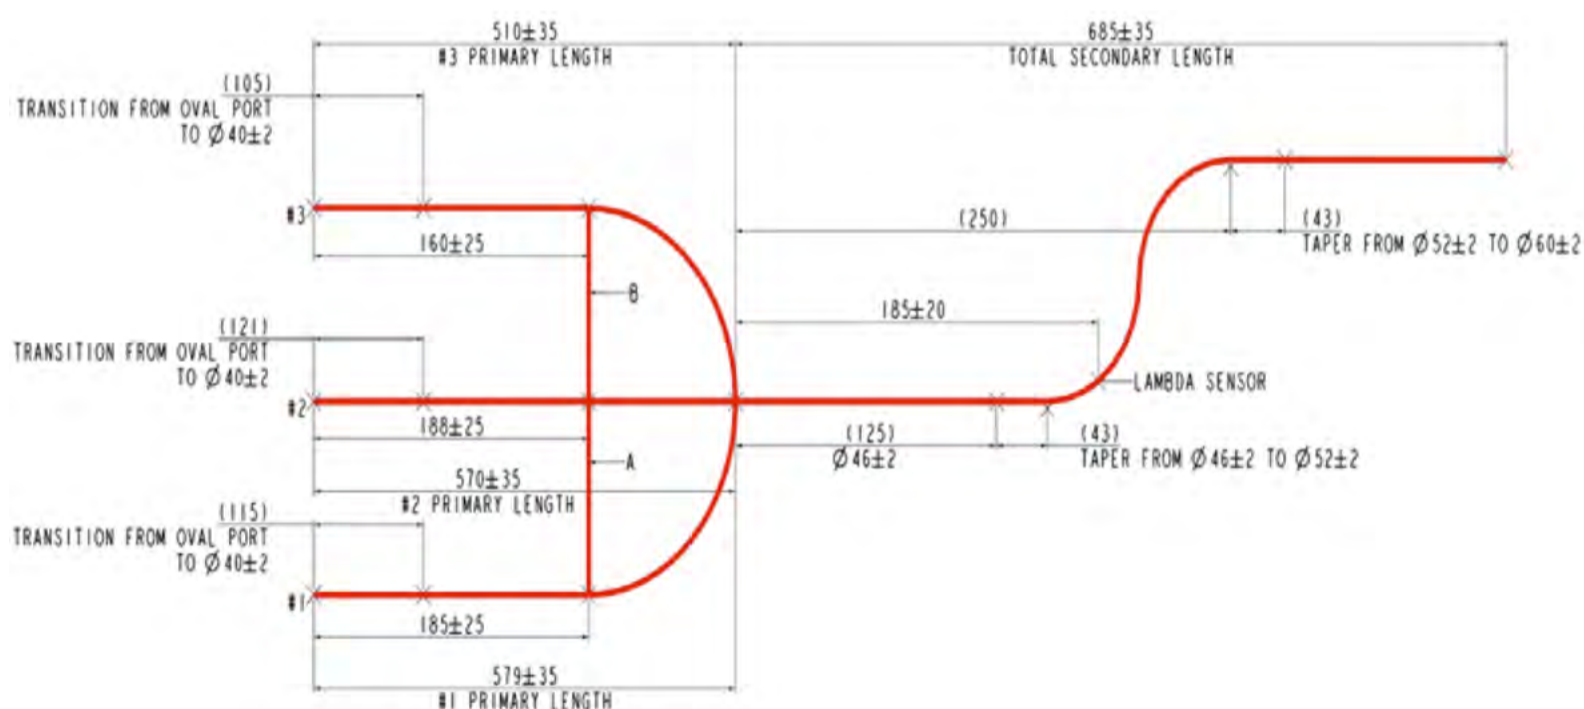 510±35
#3 PRIMARY LENGTH
685±35
TOTAL SECONDARY LENGTH
(105)
TRANSITION FROM OVAL PORT
TO Ø40±2
#3
160±25
B
(250)
(43)
TAPER FROM Ø52±2 TO Ø60±2
185±20
(121)
TRANSITION FROM OVAL PORT
TO Ø40±2
LAMBDA SENSOR
#2
188±25
(125)
Ø46±2
(43)
TAPER FROM Ø46±2 TO Ø52±2
A
570±35
#2 PRIMARY LENGTH
(115)
TRANSITION FROM OVAL PORT
TO Ø40±2
#1
185±25
579±35
#1 PRIMARY LENGTH